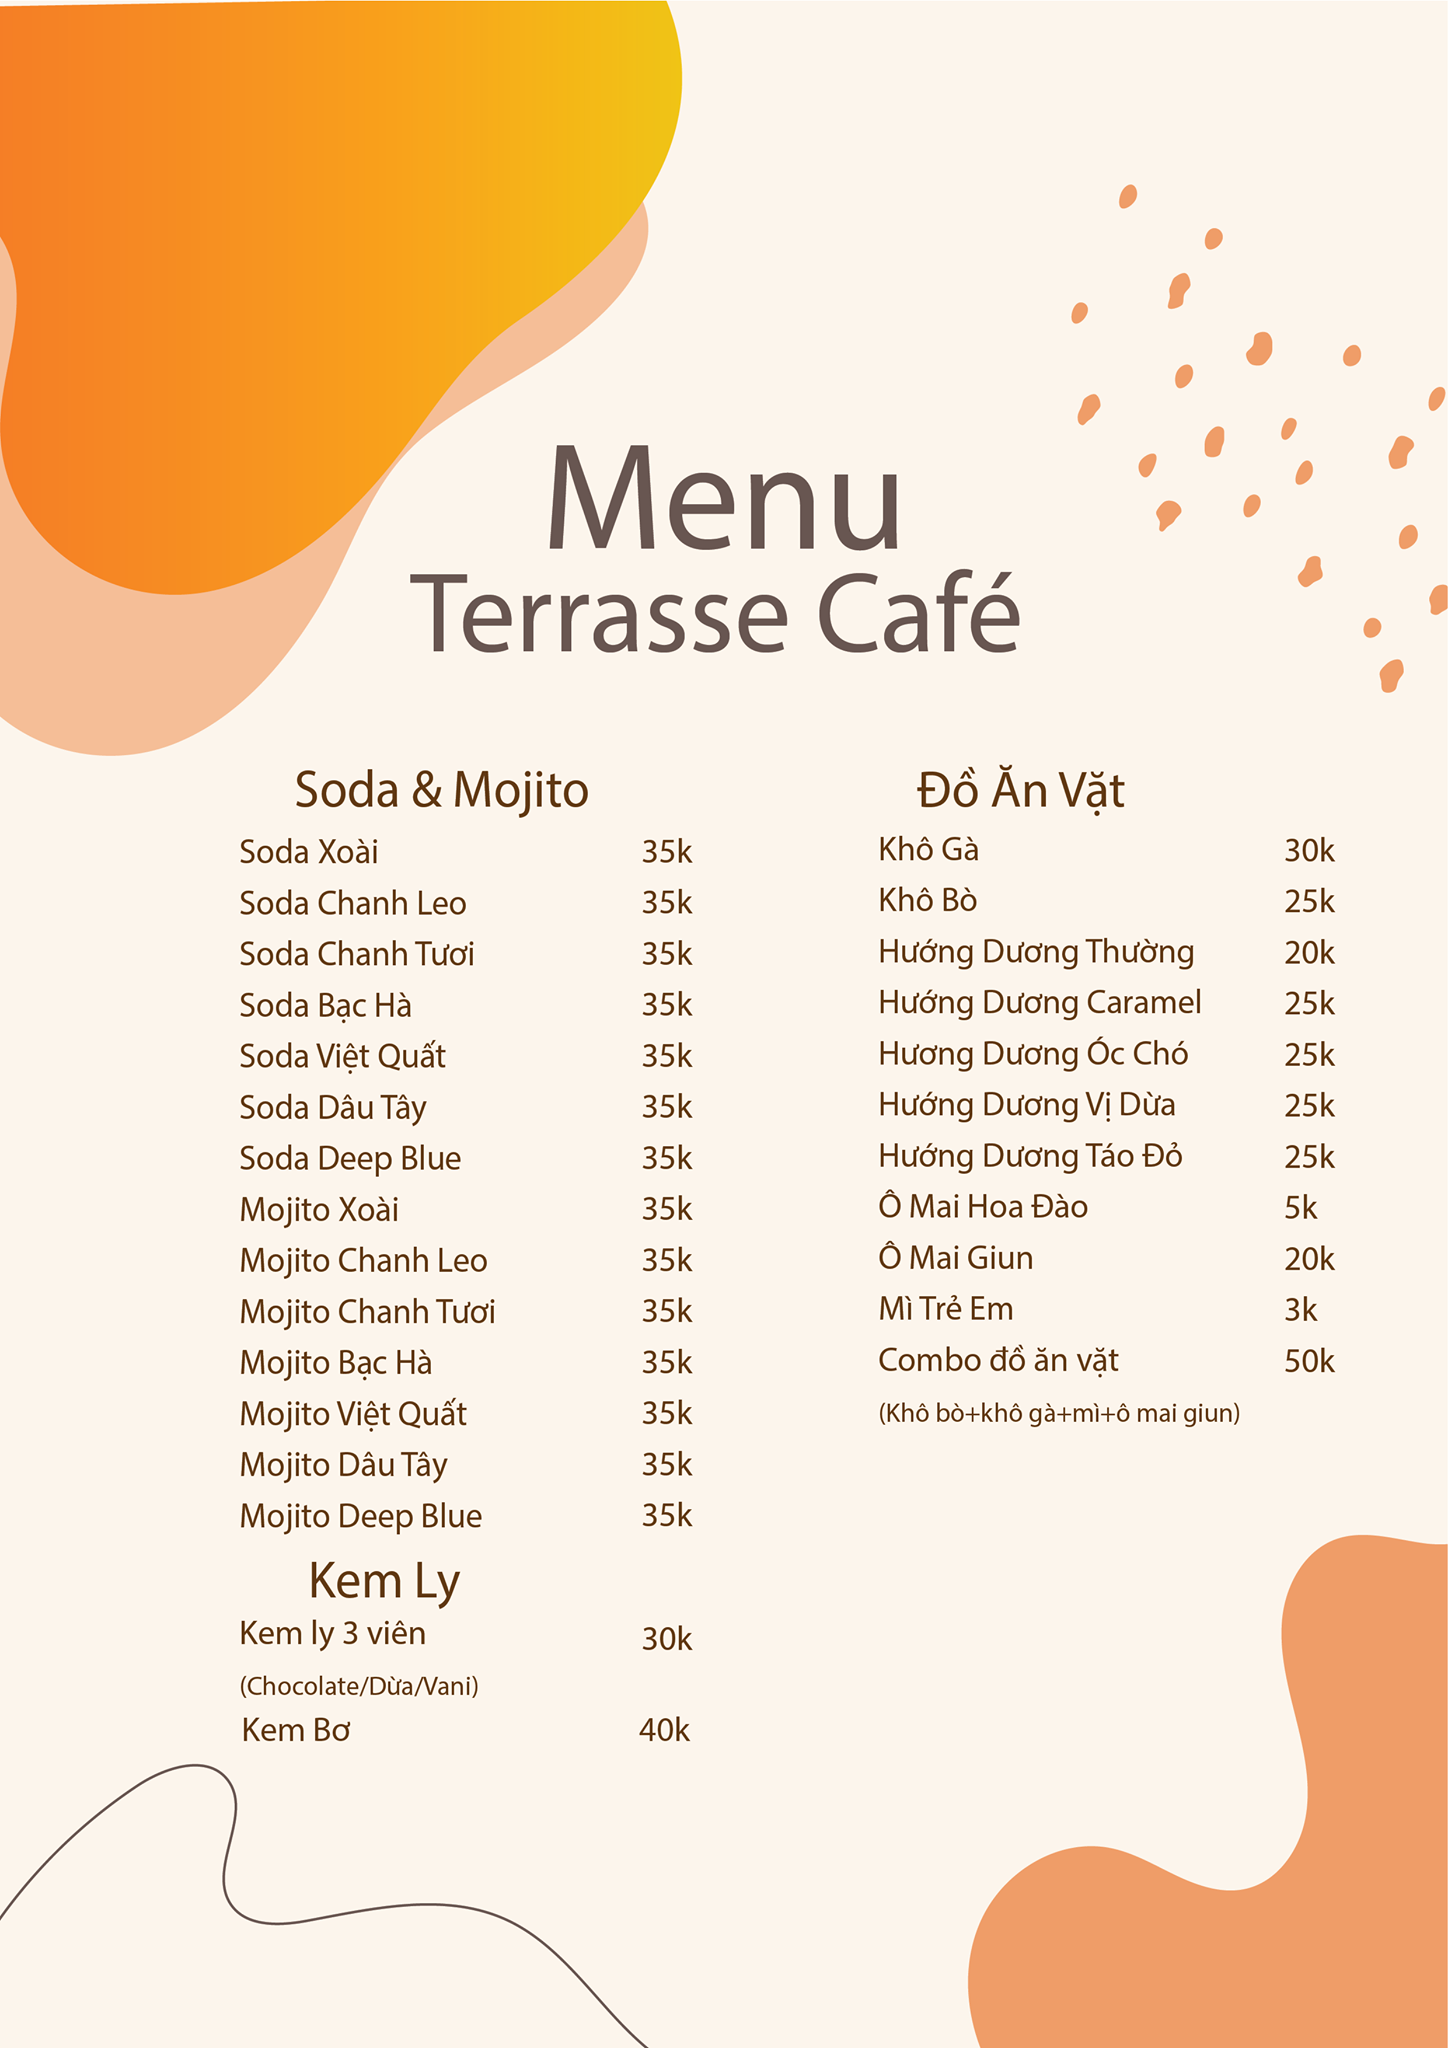 Menu
Terrasse Café
Soda & Mojito
Soda Xoài 35k
Soda Chanh Leo 35k
Soda Chanh Tươi 35k
Soda Bạc Hà 35k
Soda Việt Quất 35k
Soda Dâu Tây 35k
Soda Deep Blue 35k
Mojito Xoài 35k
Mojito Chanh Leo 35k
Mojito Chanh Tươi 35k
Mojito Bạc Hà 35k
Mojito Việt Quất 35k
Mojito Dâu Tây 35k
Mojito Deep Blue 35k
Kem Ly
Kem ly 3 viên 30k
(Chocolate/Dừa/Vani)
Kem Bơ 40k
Đồ Ăn Vặt
Khô Gà 30k
Khô Bò 25k
Hướng Dương Thường 20k
Hướng Dương Caramel 25k
Hương Dương Óc Chó 25k
Hướng Dương Vị Dừa 25k
Hướng Dương Táo Đỏ 25k
Ô Mai Hoa Đào 5k
Ô Mai Giun 20k
Mì Trẻ Em 3k
Combo đồ ăn vặt 50k
(Khô bò+khô gà+mì+ô mai giun)